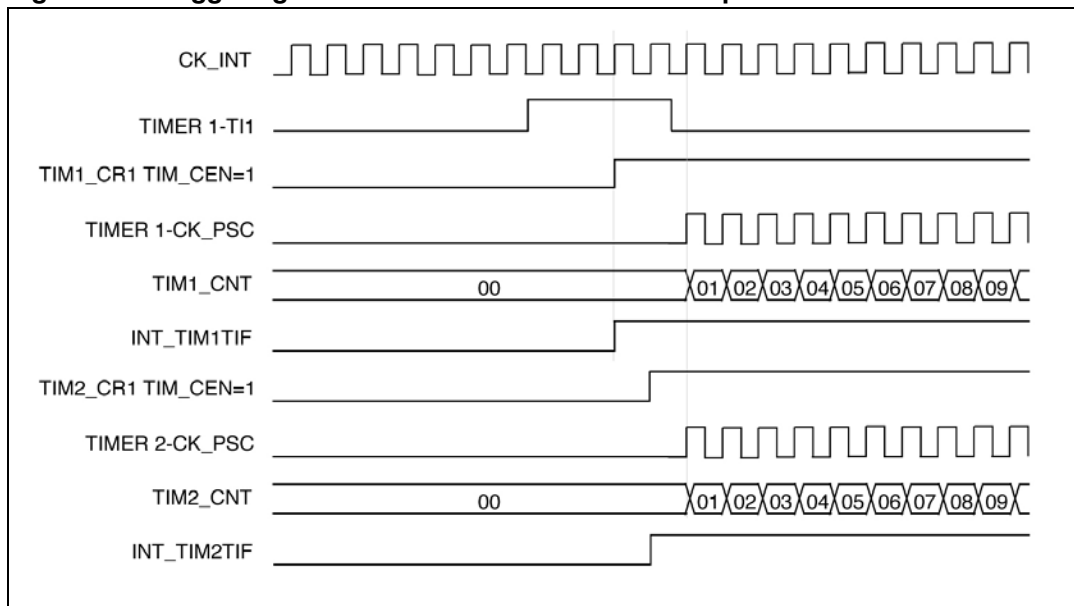 CK_INT
TIMER 1-TI1
TIM1_CR1 TIM_CEN=1
TIMER 1-CK_PSC
TIM1_CNT 00 01 02 03 04 05 06 07 08 09
INT_TIM1TIF
TIM2_CR1 TIM_CEN=1
TIMER 2-CK_PSC
TIM2_CNT 00 01 02 03 04 05 06 07 08 09
INT_TIM2TIF